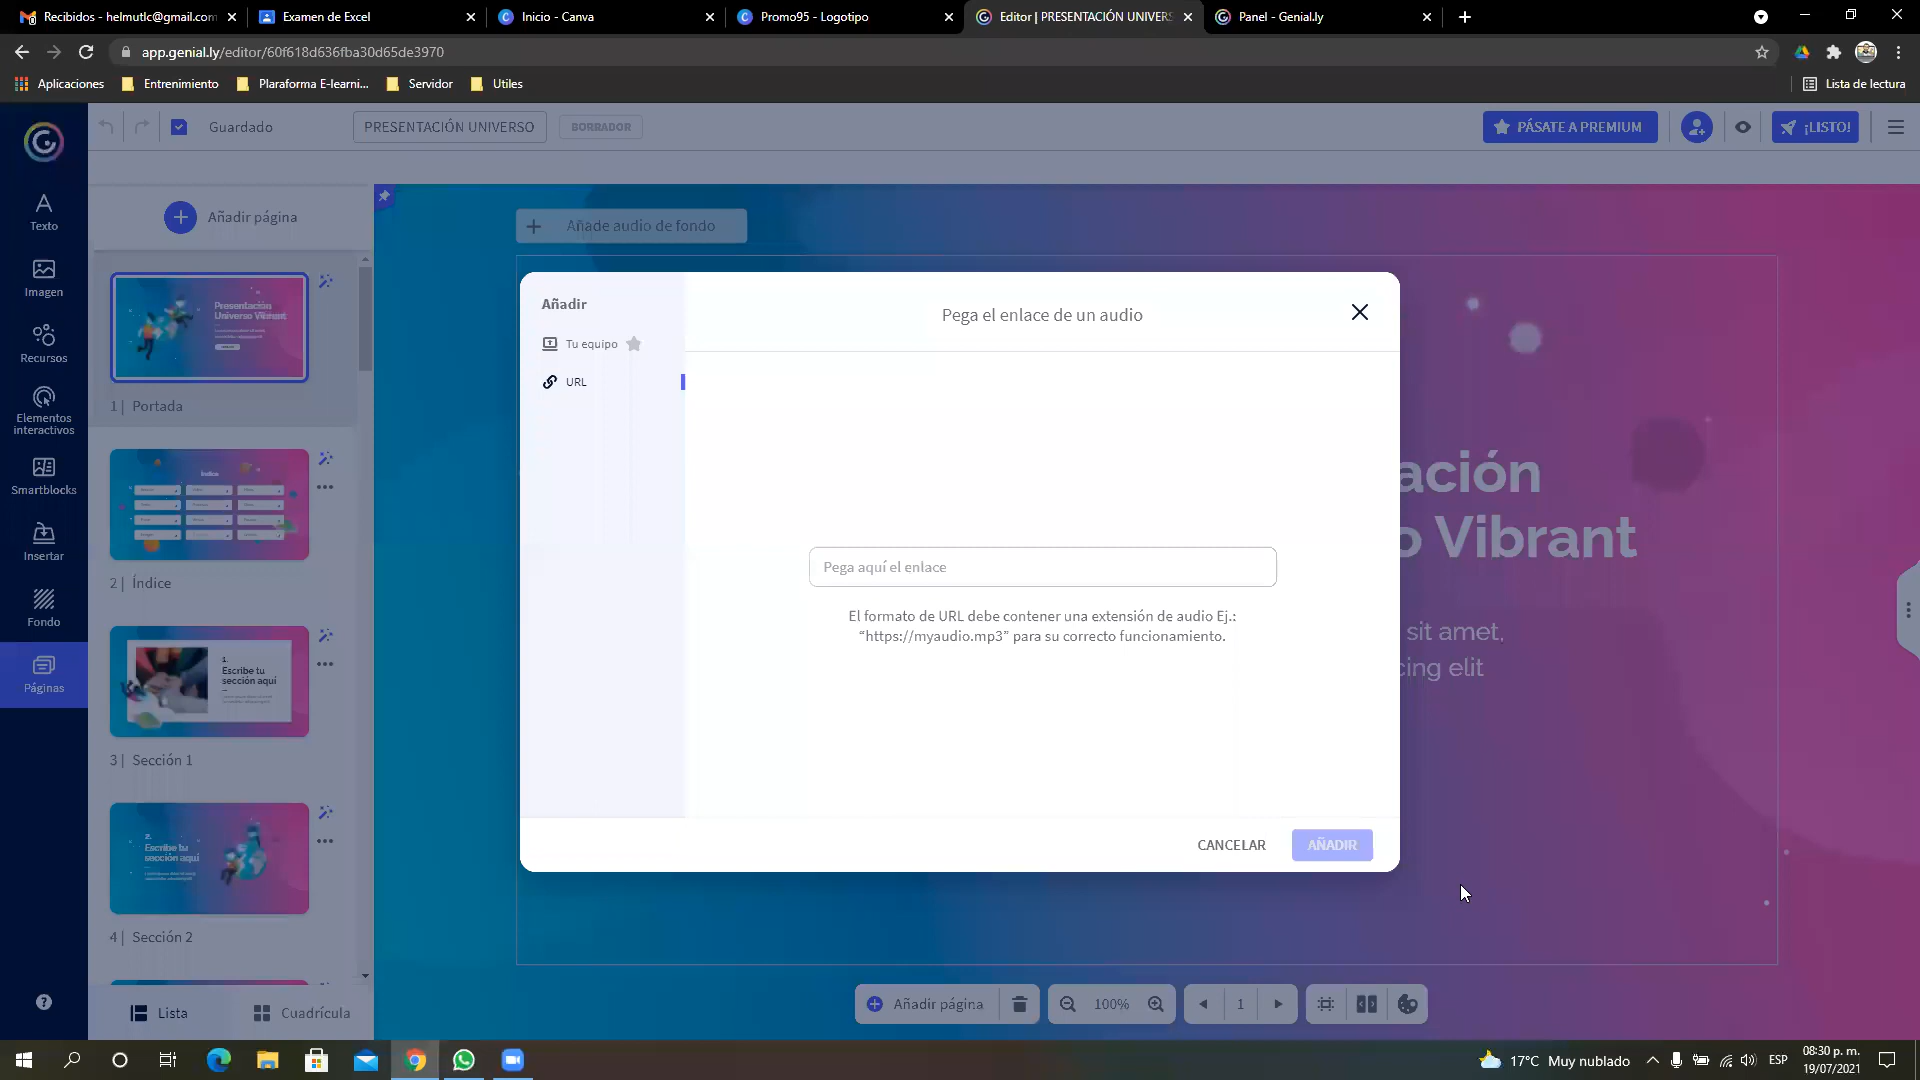 Recibidos - helmutlc@gmail.com
Examen de Excel
Inicio - Canva
Promo95 - Logotipo
Editor | PRESENTACIÓN UNIVERS
Panel - Genial.ly
app.genial.ly/editor/60f618d636fba30d65de3970
Aplicaciones
Entrenimiento
Plaraforma E-learni...
Servidor
Utiles
Lista de lectura
Guardado
PRESENTACIÓN UNIVERSO
BORRADOR
PÁSATE A PREMIUM
¡LISTO!
Texto
Imagen
Recursos
Elementos
interactivos
Smartblocks
Insertar
Fondo
Páginas
Añadir página
Presentación
Universo Vibrant
1 | Portada
Índice
2 | Índice
1.
Escribe tu
sección aquí
3 | Sección 1
2.
Escribe tu
sección aquí
4 | Sección 2
Lista
Cuadrícula
Añade audio de fondo
Añadir
Tu equipo
URL
Pega el enlace de un audio
Pega aquí el enlace
El formato de URL debe contener una extensión de audio Ej.:
“https://myaudio.mp3” para su correcto funcionamiento.
CANCELAR
AÑADIR
ación
o Vibrant
sit amet,
cing elit
Añadir página
100%
1
17°C Muy nublado
ESP
08:30 p. m.
19/07/2021